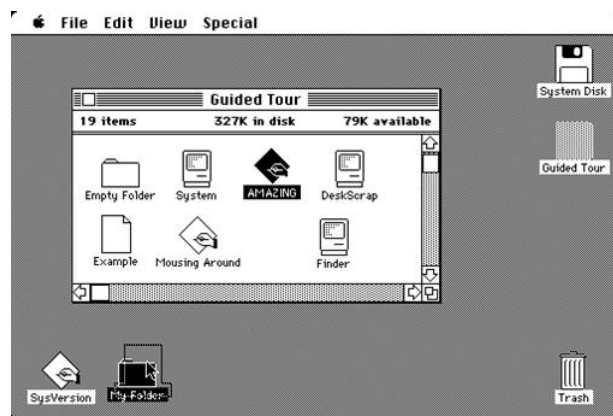 File Edit View Special
System Disk
Guided Tour
19 items 327K in disk 79K available
Guided Tour
Empty Folder System AMAZING DeskScrap
Example Mousing Around Finder
SysVersion My Folder
Trash